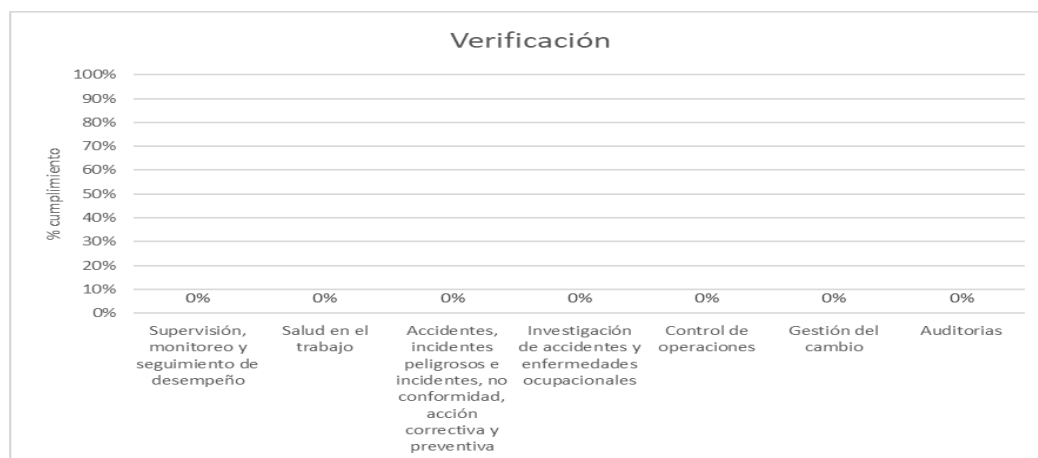 Verificación
% cumplimiento
100%
90%
80%
70%
60%
50%
40%
30%
20%
10%
0%
0% 0% 0% 0% 0% 0% 0%
Supervisión,
monitoreo y
seguimiento de
desempeño
Salud en el
trabajo
Accidentes,
incidentes
peligrosos e
incidentes, no
conformidad,
acción
correctiva y
preventiva
Investigación
de accidentes y
enfermedades
ocupacionales
Control de
operaciones
Gestión del
cambio
Auditorias